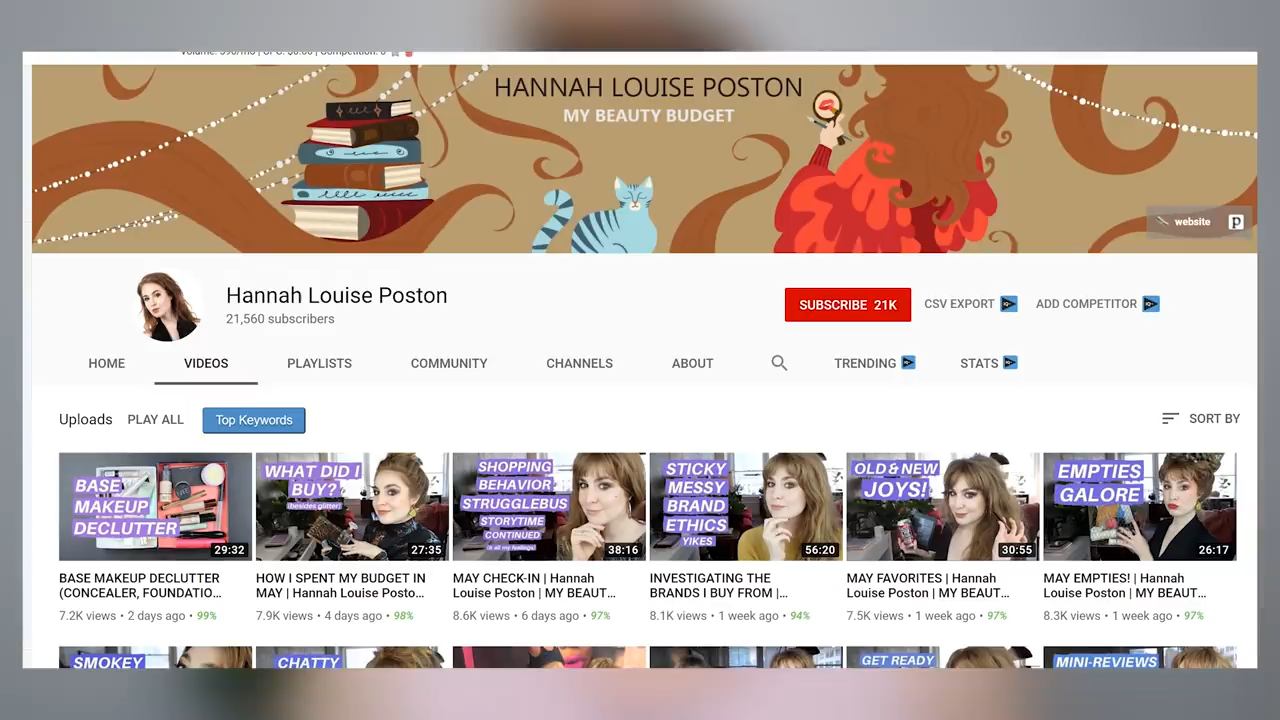 HANNAH LOUISE POSTON
MY BEAUTY BUDGET
website
Hannah Louise Poston
21,560 subscribers
SUBSCRIBE 21K
CSV EXPORT
ADD COMPETITOR
HOME
VIDEOS
PLAYLISTS
COMMUNITY
CHANNELS
ABOUT
TRENDING
STATS
Uploads
PLAY ALL
Top Keywords
SORT BY
BASE
MAKEUP
DECLUTTER
29:32
WHAT DID I
BUY?
besides glitter!
27:35
SHOPPING
BEHAVIOR
STRUGGLEBUS
STORYTIME
CONTINUED
& all my feelings!
38:16
STICKY
MESSY
BRAND
ETHICS
YIKES
56:20
OLD & NEW
JOYS!
30:55
EMPTIES
GALORE
26:17
BASE MAKEUP DECLUTTER
(CONCEALER, FOUNDATIO...
7.2K views • 2 days ago • 99%
HOW I SPENT MY BUDGET IN
MAY | Hannah Louise Posto...
7.9K views • 4 days ago • 98%
MAY CHECK-IN | Hannah
Louise Poston | MY BEAUT...
8.6K views • 6 days ago • 97%
INVESTIGATING THE
BRANDS I BUY FROM |...
8.1K views • 1 week ago • 94%
MAY FAVORITES | Hannah
Louise Poston | MY BEAUT...
7.5K views • 1 week ago • 97%
MAY EMPTIES! | Hannah
Louise Poston | MY BEAUT...
8.3K views • 1 week ago • 97%
SMOKEY
CHATTY
GET READY
MINI-REVIEWS